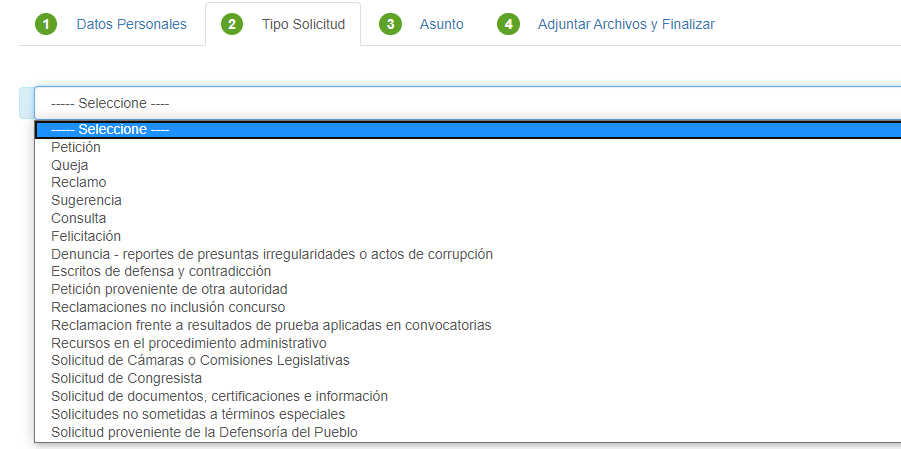 1 Datos Personales 2 Tipo Solicitud 3 Asunto 4 Adjuntar Archivos y Finalizar
----- Seleccione ----
----- Seleccione ----
Petición
Queja
Reclamo
Sugerencia
Consulta
Felicitación
Denuncia - reportes de presuntas irregularidades o actos de corrupción
Escritos de defensa y contradicción
Petición proveniente de otra autoridad
Reclamaciones no inclusión concurso
Reclamacion frente a resultados de prueba aplicadas en convocatorias
Recursos en el procedimiento administrativo
Solicitud de Cámaras o Comisiones Legislativas
Solicitud de Congresista
Solicitud de documentos, certificaciones e información
Solicitudes no sometidas a términos especiales
Solicitud proveniente de la Defensoría del Pueblo